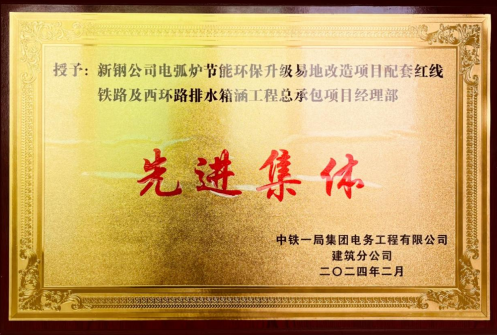 授予：新钢公司电弧炉节能环保升级易地改造项目配套红线
铁路及西环路排水箱涵工程总承包项目经理部
先进集体
中铁一局集团电务工程有限公司
建筑分公司
二〇二四年二月